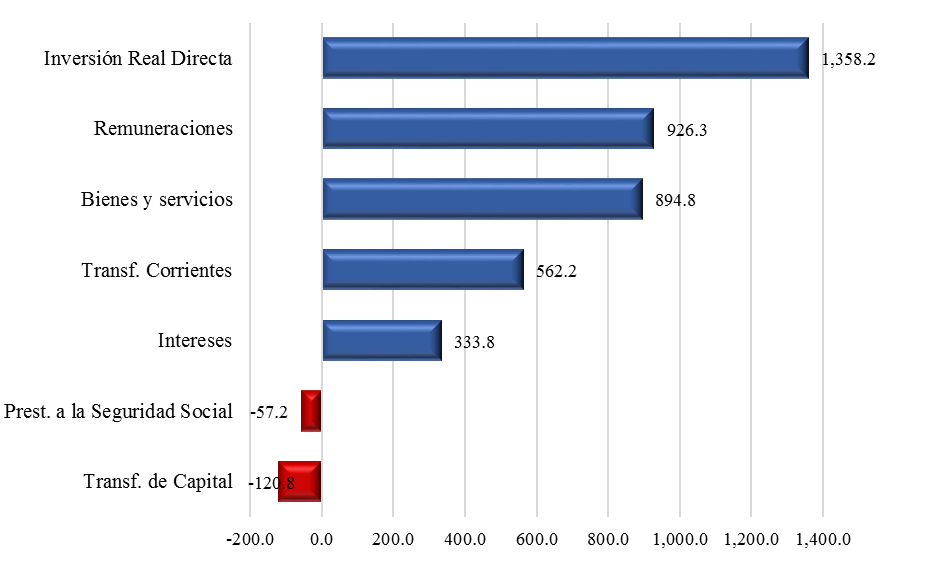 Inversión Real Directa 1,358.2
Remuneraciones 926.3
Bienes y servicios 894.8
Transf. Corrientes 562.2
Intereses 333.8
Prest. a la Seguridad Social -57.2
Transf. de Capital -120.8
-200.0 0.0 200.0 400.0 600.0 800.0 1,000.0 1,200.0 1,400.0